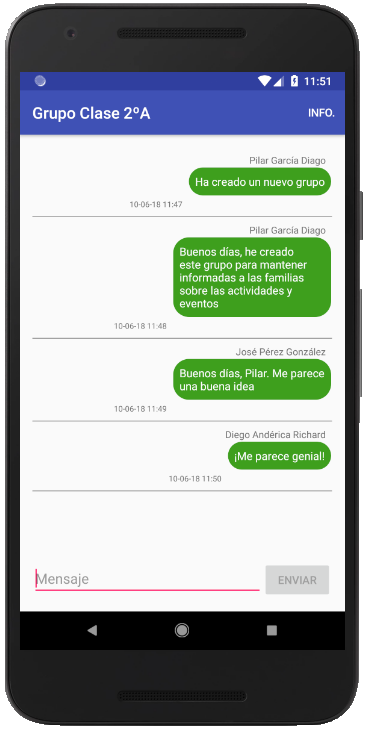 11:51
Grupo Clase 2ºA
INFO.
Pilar García Diago
Ha creado un nuevo grupo
10-06-18 11:47
Pilar García Diago
Buenos días, he creado
este grupo para mantener
informadas a las familias
sobre las actividades y
eventos
10-06-18 11:48
José Pérez González
Buenos días, Pilar. Me parece
una buena idea
10-06-18 11:49
Diego Andérica Richard
¡Me parece genial!
10-06-18 11:50
Mensaje
ENVIAR